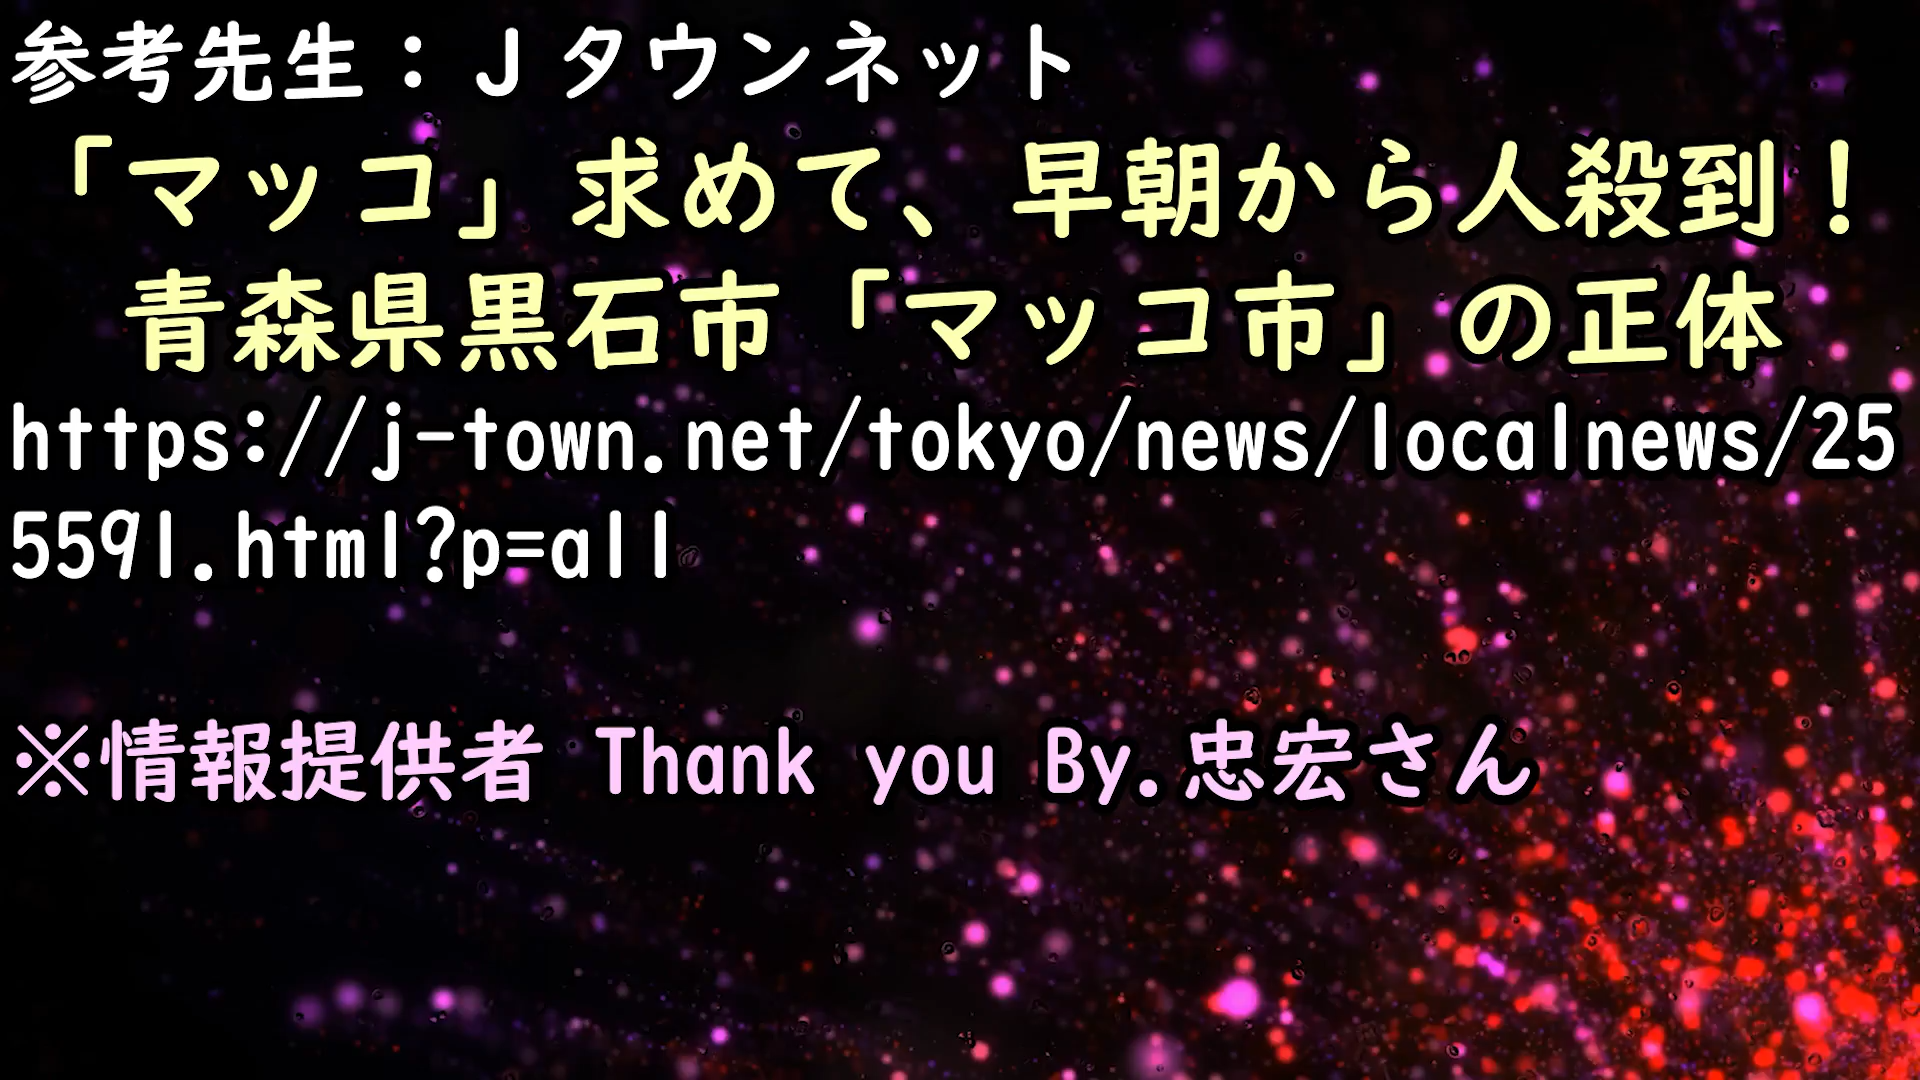 参考先生：Ｊタウンネット
「マッコ」求めて、早朝から人殺到！
青森県黒石市「マッコ市」の正体
https://j-town.net/tokyo/news/localnews/25
5591.html?p=all
※情報提供者 Thank you By.忠宏さん